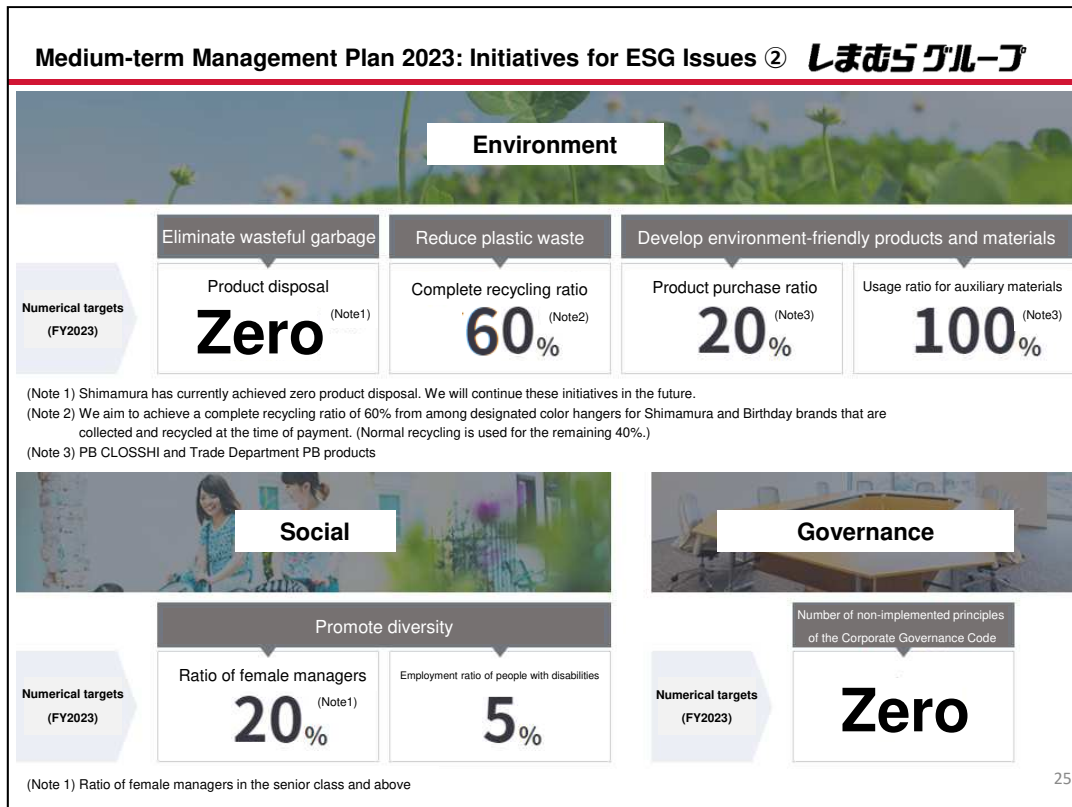 Medium-term Management Plan 2023: Initiatives for ESG Issues ② しまむらグループ
Environment
Eliminate wasteful garbage
Reduce plastic waste
Develop environment-friendly products and materials
Numerical targets
(FY2023)
Product disposal
Zero (Note1)
Complete recycling ratio
60% (Note2)
Product purchase ratio
20% (Note3)
Usage ratio for auxiliary materials
100% (Note3)
(Note 1) Shimamura has currently achieved zero product disposal. We will continue these initiatives in the future.
(Note 2) We aim to achieve a complete recycling ratio of 60% from among designated color hangers for Shimamura and Birthday brands that are
collected and recycled at the time of payment. (Normal recycling is used for the remaining 40%.)
(Note 3) PB CLOSSHI and Trade Department PB products
Social
Promote diversity
Numerical targets
(FY2023)
Ratio of female managers
20% (Note1)
Employment ratio of people with disabilities
5%
(Note 1) Ratio of female managers in the senior class and above
Governance
Number of non-implemented principles
of the Corporate Governance Code
Numerical targets
(FY2023)
Zero
25